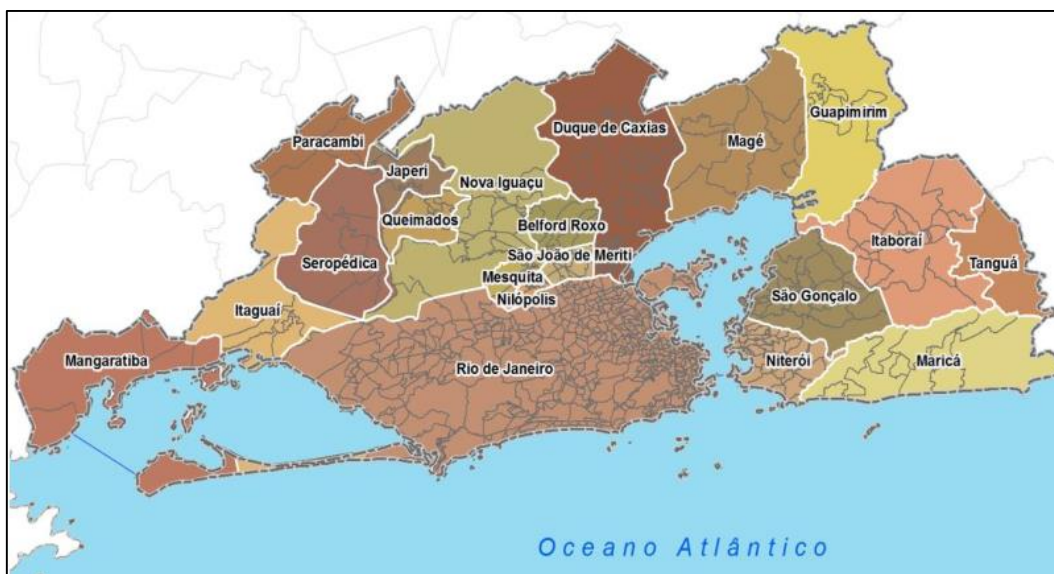 Guapimirim
Duque de Caxias
Magé
Paracambi
Japeri
Nova Iguaçu
Queimados
Belford Roxo
Itaboraí
São João de Meriti
Seropédica
Tanguá
Mesquita
São Gonçalo
Nilópolis
Itaguaí
Mangaratiba
Niterói
Maricá
Rio de Janeiro
Oceano Atlântico